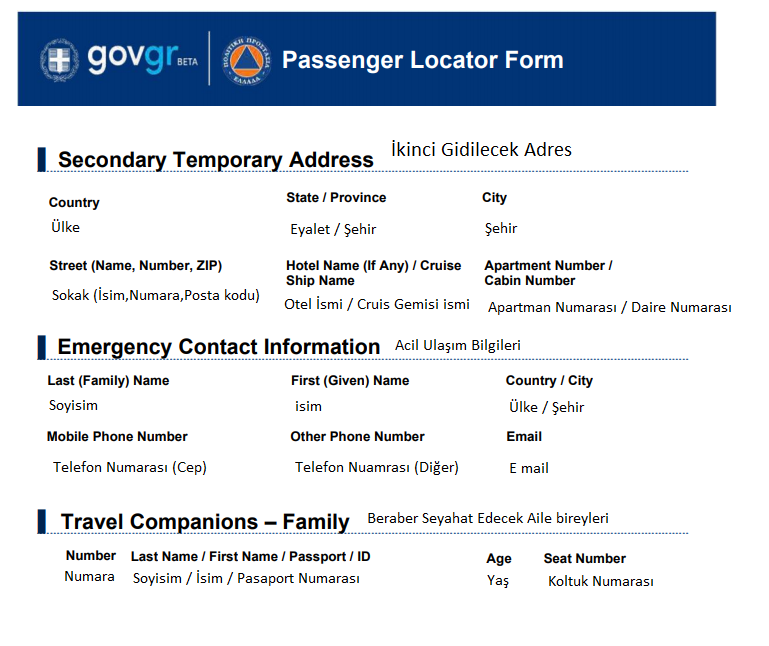 govgr BETA
ΠΟΛΙΤΙΚΗ ΠΡΟΣΤΑΣΙΑ
ΕΛΛΑΣ
Passenger Locator Form
Secondary Temporary Address İkinci Gidilecek Adres
Country State / Province City
Ülke Eyalet / Şehir Şehir
Street (Name, Number, ZIP) Hotel Name (If Any) / Cruise Apartment Number /
Ship Name Cabin Number
Sokak (İsim,Numara,Posta kodu) Otel İsmi / Cruis Gemisi ismi Apartman Numarası / Daire Numarası
Emergency Contact Information Acil Ulaşım Bilgileri
Last (Family) Name First (Given) Name Country / City
Soyisim isim Ülke / Şehir
Mobile Phone Number Other Phone Number Email
Telefon Numarası (Cep) Telefon Nuamrası (Diğer) E mail
Travel Companions – Family Beraber Seyahat Edecek Aile bireyleri
Number Last Name / First Name / Passport / ID Age Seat Number
Numara Soyisim / İsim / Pasaport Numarası Yaş Koltuk Numarası